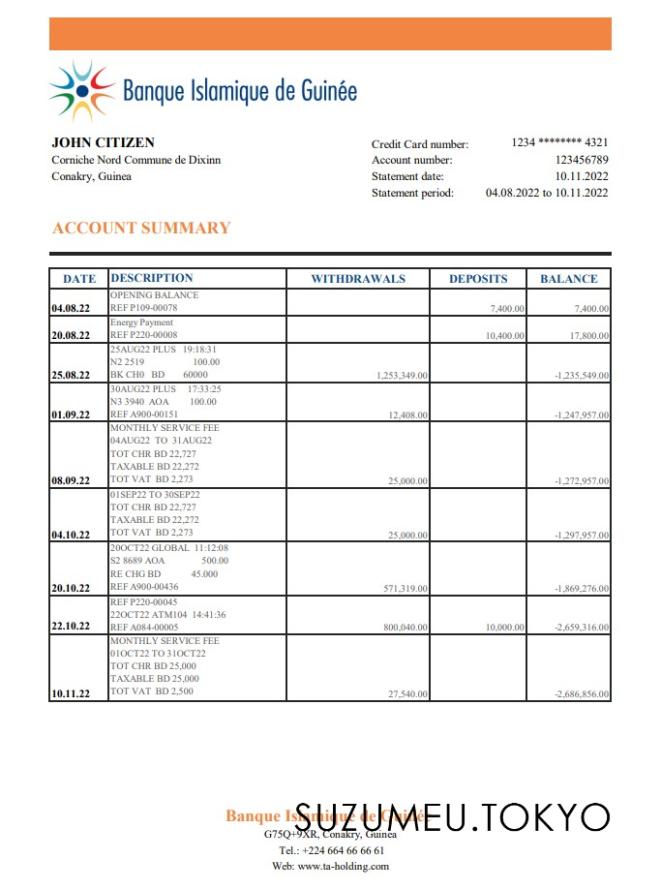 Banque Islamique de Guinée
JOHN CITIZEN
Corniche Nord Commune de Dixinn
Conakry, Guinea
Credit Card number: 1234 ******** 4321
Account number: 123456789
Statement date: 10.11.2022
Statement period: 04.08.2022 to 10.11.2022
ACCOUNT SUMMARY
DATE DESCRIPTION WITHDRAWALS DEPOSITS BALANCE
OPENING BALANCE
04.08.22 REF P109-00078 7,400.00 7,400.00
Energy Payment
20.08.22 REF P220-00008 10,400.00 17,800.00
25AUG22 PLUS 19:18:31
N2 2519 100.00
25.08.22 BK CH0 BD 60000 1,253,349.00 -1,235,549.00
30AUG22 PLUS 17:33:25
N3 3940 AOA 100.00
01.09.22 REF A900-00151 12,408.00 -1,247,957.00
MONTHLY SERVICE FEE
04AUG22 TO 31AUG22
TOT CHR BD 22,727
TAXABLE BD 22,272
08.09.22 TOT VAT BD 2,273 25,000.00 -1,272,957.00
01SEP22 TO 30SEP22
TOT CHR BD 22,727
TAXABLE BD 22,272
04.10.22 TOT VAT BD 2,273 25,000.00 -1,297,957.00
20OCT22 GLOBAL 11:12:08
S2 8689 AOA 500.00
RE CHG BD 45.000
20.10.22 REF A900-00436 571,319.00 -1,869,276.00
REF P220-00045
22OCT22 ATM104 14:41:36
22.10.22 REF A084-00005 800,040.00 10,000.00 -2,659,316.00
MONTHLY SERVICE FEE
01OCT22 TO 31OCT22
TOT CHR BD 25,000
TAXABLE BD 25,000
10.11.22 TOT VAT BD 2,500 27,540.00 -2,686,856.00
Banque Islamique de Guinée
SUZUMEU.TOKYO
G75Q+9XR, Conakry, Guinea
Tel.: +224 664 66 66 61
Web: www.ta-holding.com